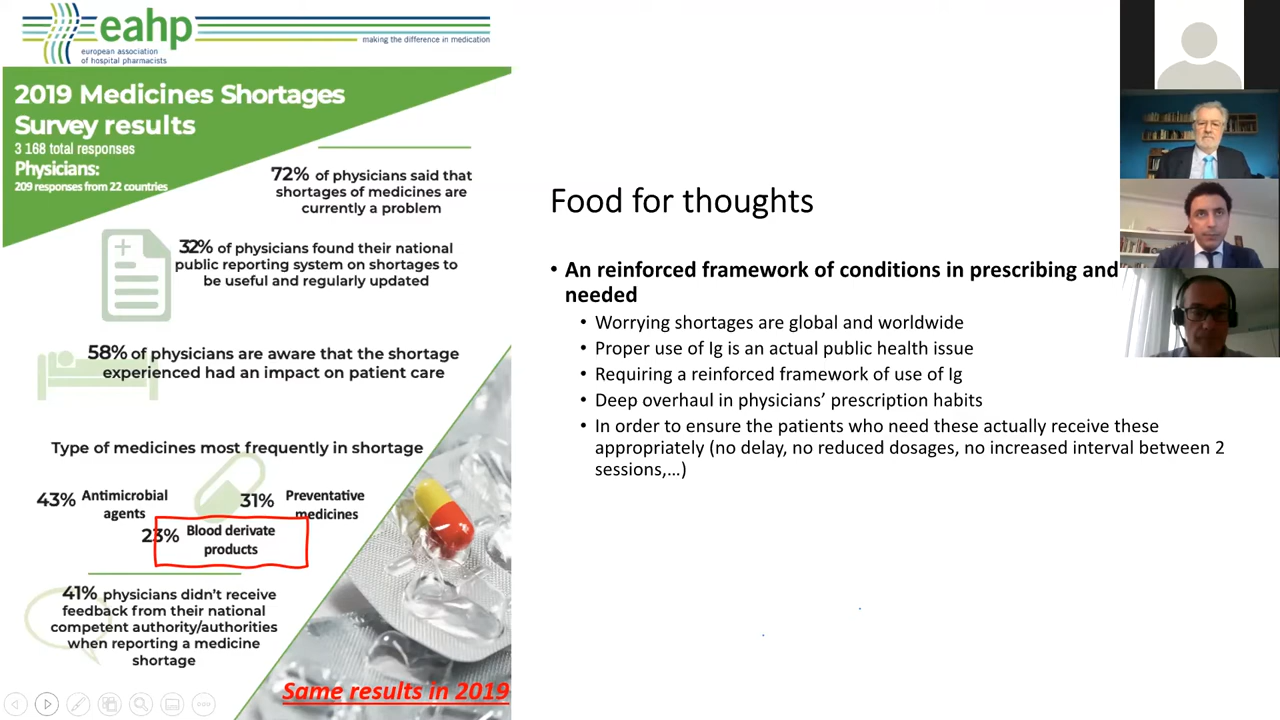 eahp
european association
of hospital pharmacists
making the difference in medication
2019 Medicines Shortages
Survey results
3 168 total responses
Physicians:
209 responses from 22 countries
72% of physicians said that
shortages of medicines are
currently a problem
32% of physicians found their national
public reporting system on shortages to
be useful and regularly updated
58% of physicians are aware that the shortage
experienced had an impact on patient care
Type of medicines most frequently in shortage
43% Antimicrobial
agents
31% Preventative
medicines
23% Blood derivate
products
41% physicians didn't receive
feedback from their national
competent authority/authorities
when reporting a medicine
shortage
Same results in 2019
Food for thoughts
• An reinforced framework of conditions in prescribing and
needed
• Worrying shortages are global and worldwide
• Proper use of Ig is an actual public health issue
• Requiring a reinforced framework of use of Ig
• Deep overhaul in physicians’ prescription habits
• In order to ensure the patients who need these actually receive these
appropriately (no delay, no reduced dosages, no increased interval between 2
sessions,…)